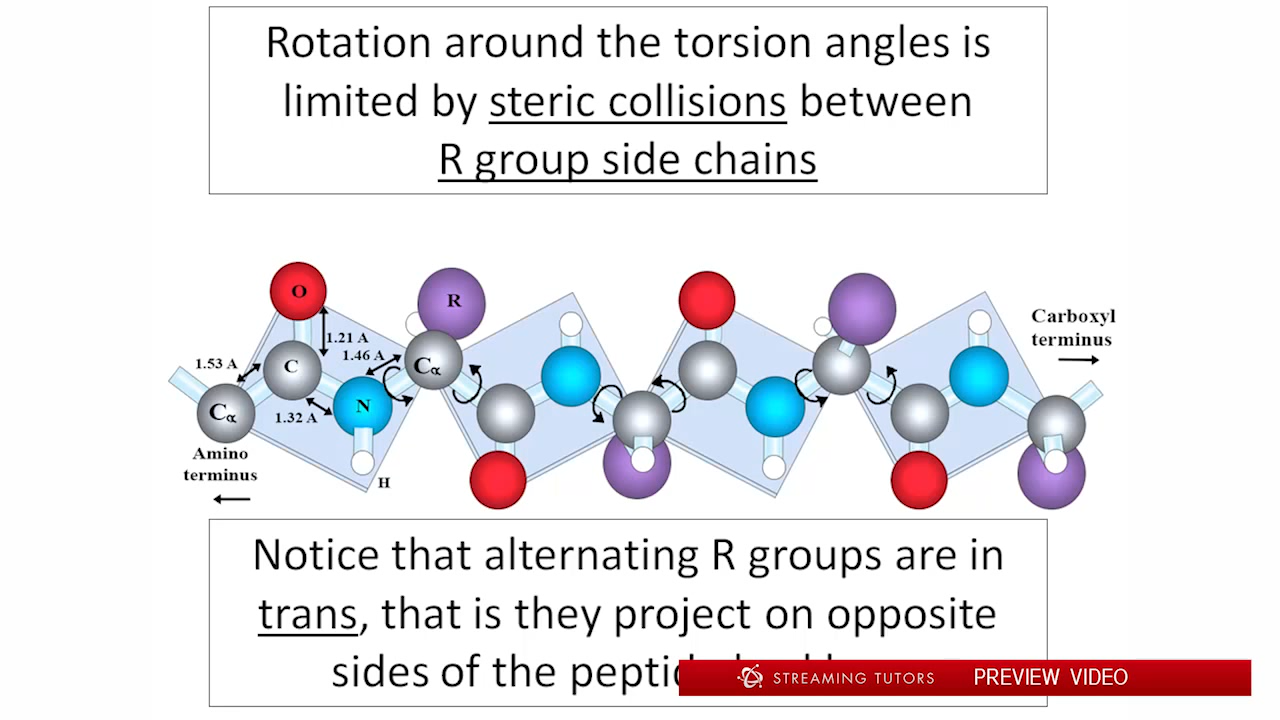 Rotation around the torsion angles is
limited by steric collisions between
R group side chains
O
R
1.21 A
1.46 A
1.53 A
C
Cα
Carboxyl
terminus
Cα
N
1.32 A
Amino
terminus
H
Notice that alternating R groups are in
trans, that is they project on opposite
sides of the
STREAMING TUTORS PREVIEW VIDEO